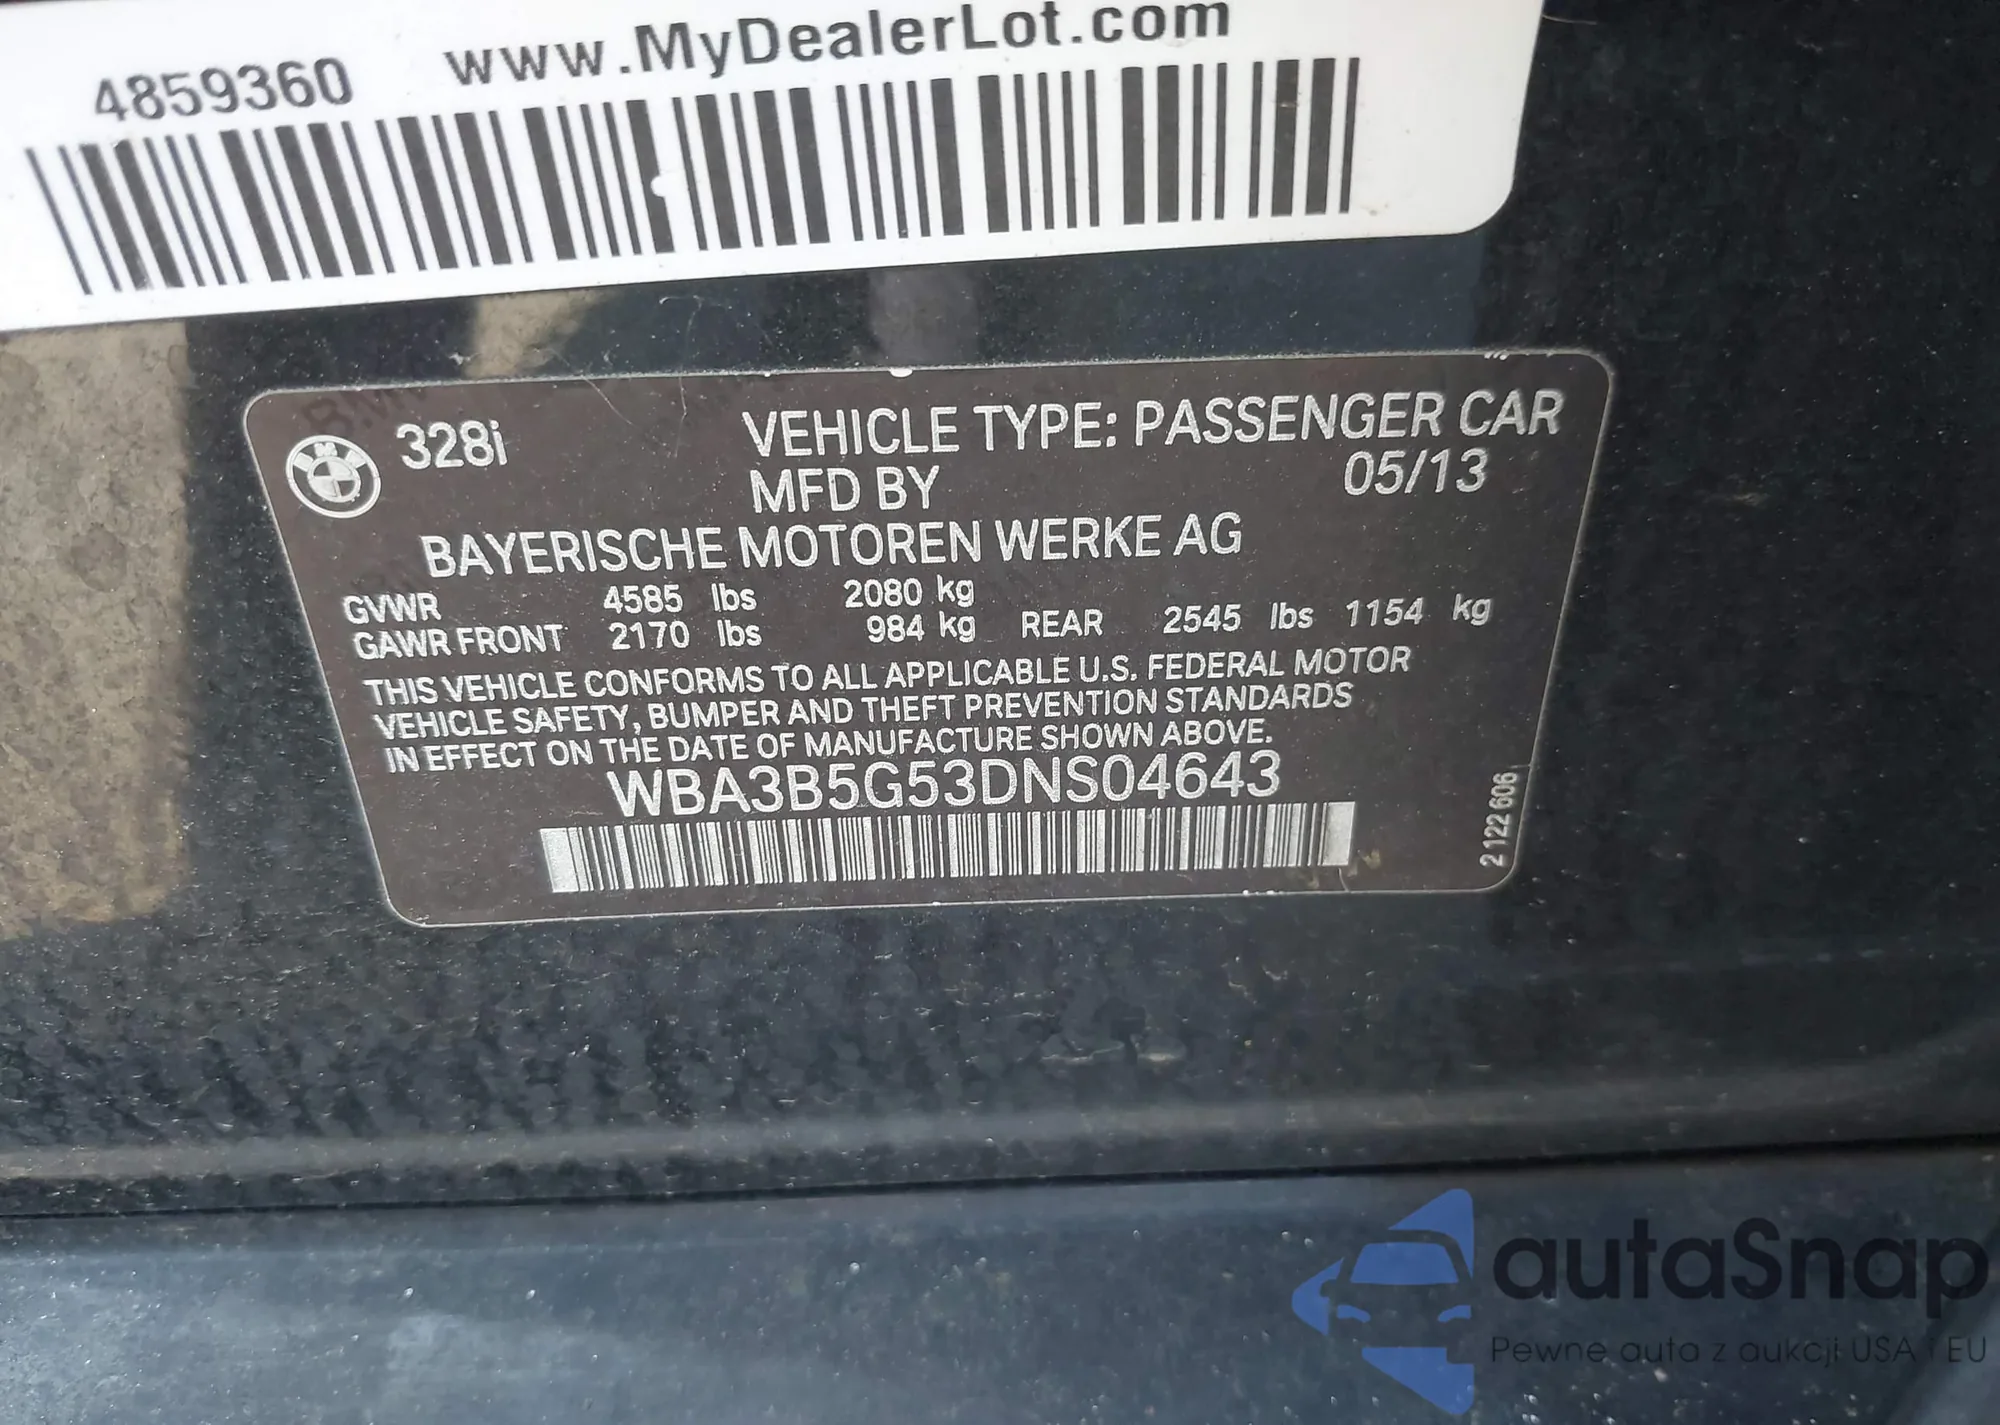 4859360 www.MyDealerLot.com
328i VEHICLE TYPE: PASSENGER CAR
MFD BY 05/13
BAYERISCHE MOTOREN WERKE AG
GVWR 4585 lbs 2080 kg
GAWR FRONT 2170 lbs 984 kg REAR 2545 lbs 1154 kg
THIS VEHICLE CONFORMS TO ALL APPLICABLE U.S. FEDERAL MOTOR
VEHICLE SAFETY, BUMPER AND THEFT PREVENTION STANDARDS
IN EFFECT ON THE DATE OF MANUFACTURE SHOWN ABOVE.
WBA3B5G53DNS04643
2122606
autaSnap
Pewne auta z aukcji USA i EU